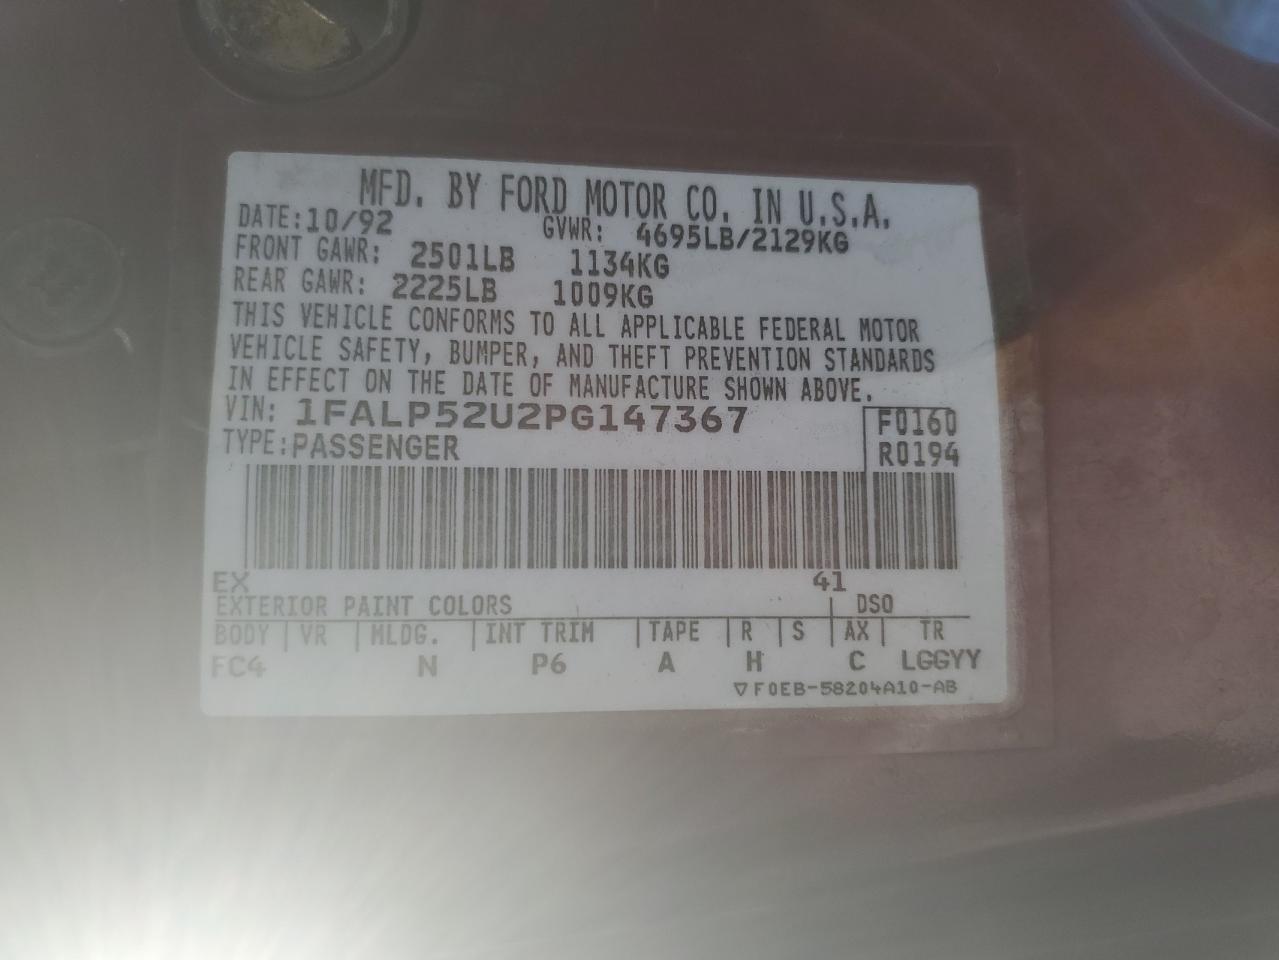 MFD. BY FORD MOTOR CO. IN U.S.A.
DATE: 10/92 GVWR: 4695LB/2129KG
FRONT GAWR: 2501LB 1134KG
REAR GAWR: 2225LB 1009KG
THIS VEHICLE CONFORMS TO ALL APPLICABLE FEDERAL MOTOR
VEHICLE SAFETY, BUMPER, AND THEFT PREVENTION STANDARDS
IN EFFECT ON THE DATE OF MANUFACTURE SHOWN ABOVE.
VIN: 1FALP52U2PG147367 F0160
TYPE: PASSENGER R0194
EX 41
EXTERIOR PAINT COLORS DSO
BODY VR MLDG. INT TRIM TAPE R S AX TR
FC4 N P6 A H C LGGYY
▽F0EB-58204A10-AB